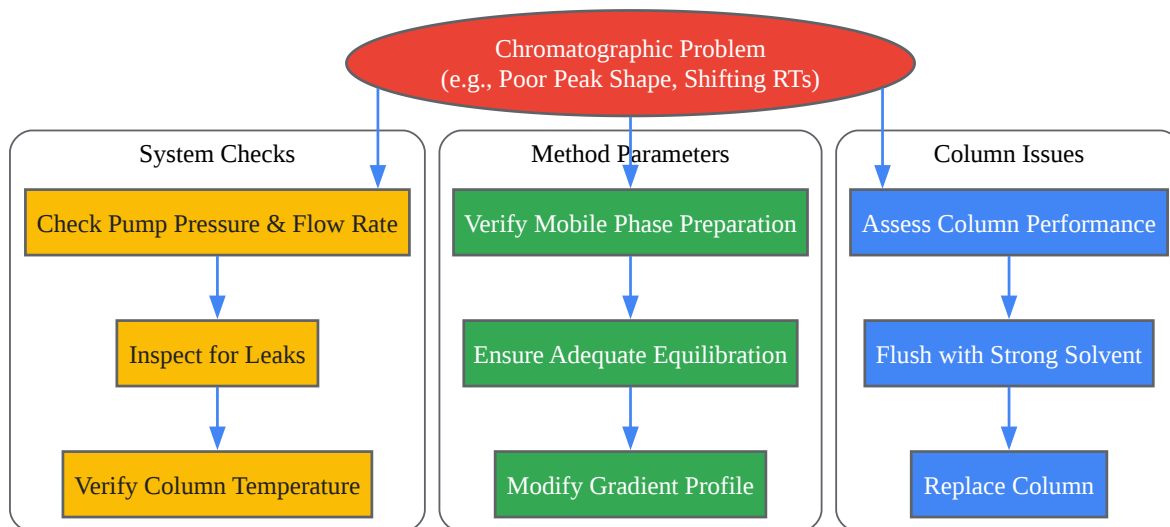 Chromatographic Problem
(e.g., Poor Peak Shape, Shifting RTs)
System Checks
Check Pump Pressure & Flow Rate
Inspect for Leaks
Verify Column Temperature
Method Parameters
Verify Mobile Phase Preparation
Ensure Adequate Equilibration
Modify Gradient Profile
Column Issues
Assess Column Performance
Flush with Strong Solvent
Replace Column